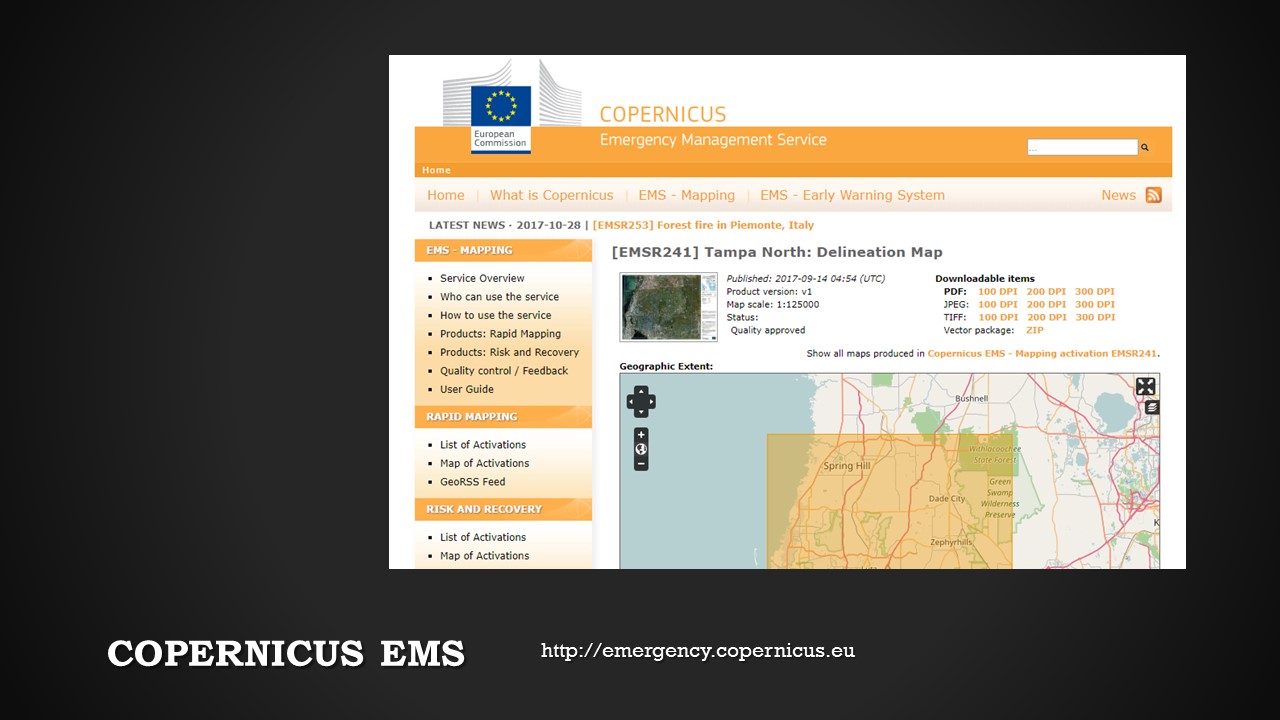 European
Commission
COPERNICUS
Emergency Management Service
...
Home
Home | What is Copernicus | EMS - Mapping | EMS - Early Warning System
News
LATEST NEWS · 2017-10-28 | [EMSR253] Forest fire in Piemonte, Italy
EMS - MAPPING
Service Overview
Who can use the service
How to use the service
Products: Rapid Mapping
Products: Risk and Recovery
Quality control / Feedback
User Guide
RAPID MAPPING
List of Activations
Map of Activations
GeoRSS Feed
RISK AND RECOVERY
List of Activations
Map of Activations
[EMSR241] Tampa North: Delineation Map
Published: 2017-09-14 04:54 (UTC)
Product version: v1
Map scale: 1:125000
Status:
Quality approved
Downloadable items
PDF: 100 DPI 200 DPI 300 DPI
JPEG: 100 DPI 200 DPI 300 DPI
TIFF: 100 DPI 200 DPI 300 DPI
Vector package: ZIP
Show all maps produced in Copernicus EMS - Mapping activation EMSR241.
Geographic Extent:
Bushnell
Withlacoochee
State Forest
Spring Hill
Green
Swamp
Wilderness
Preserve
Dade City
Zephyrhills
COPERNICUS EMS
http://emergency.copernicus.eu